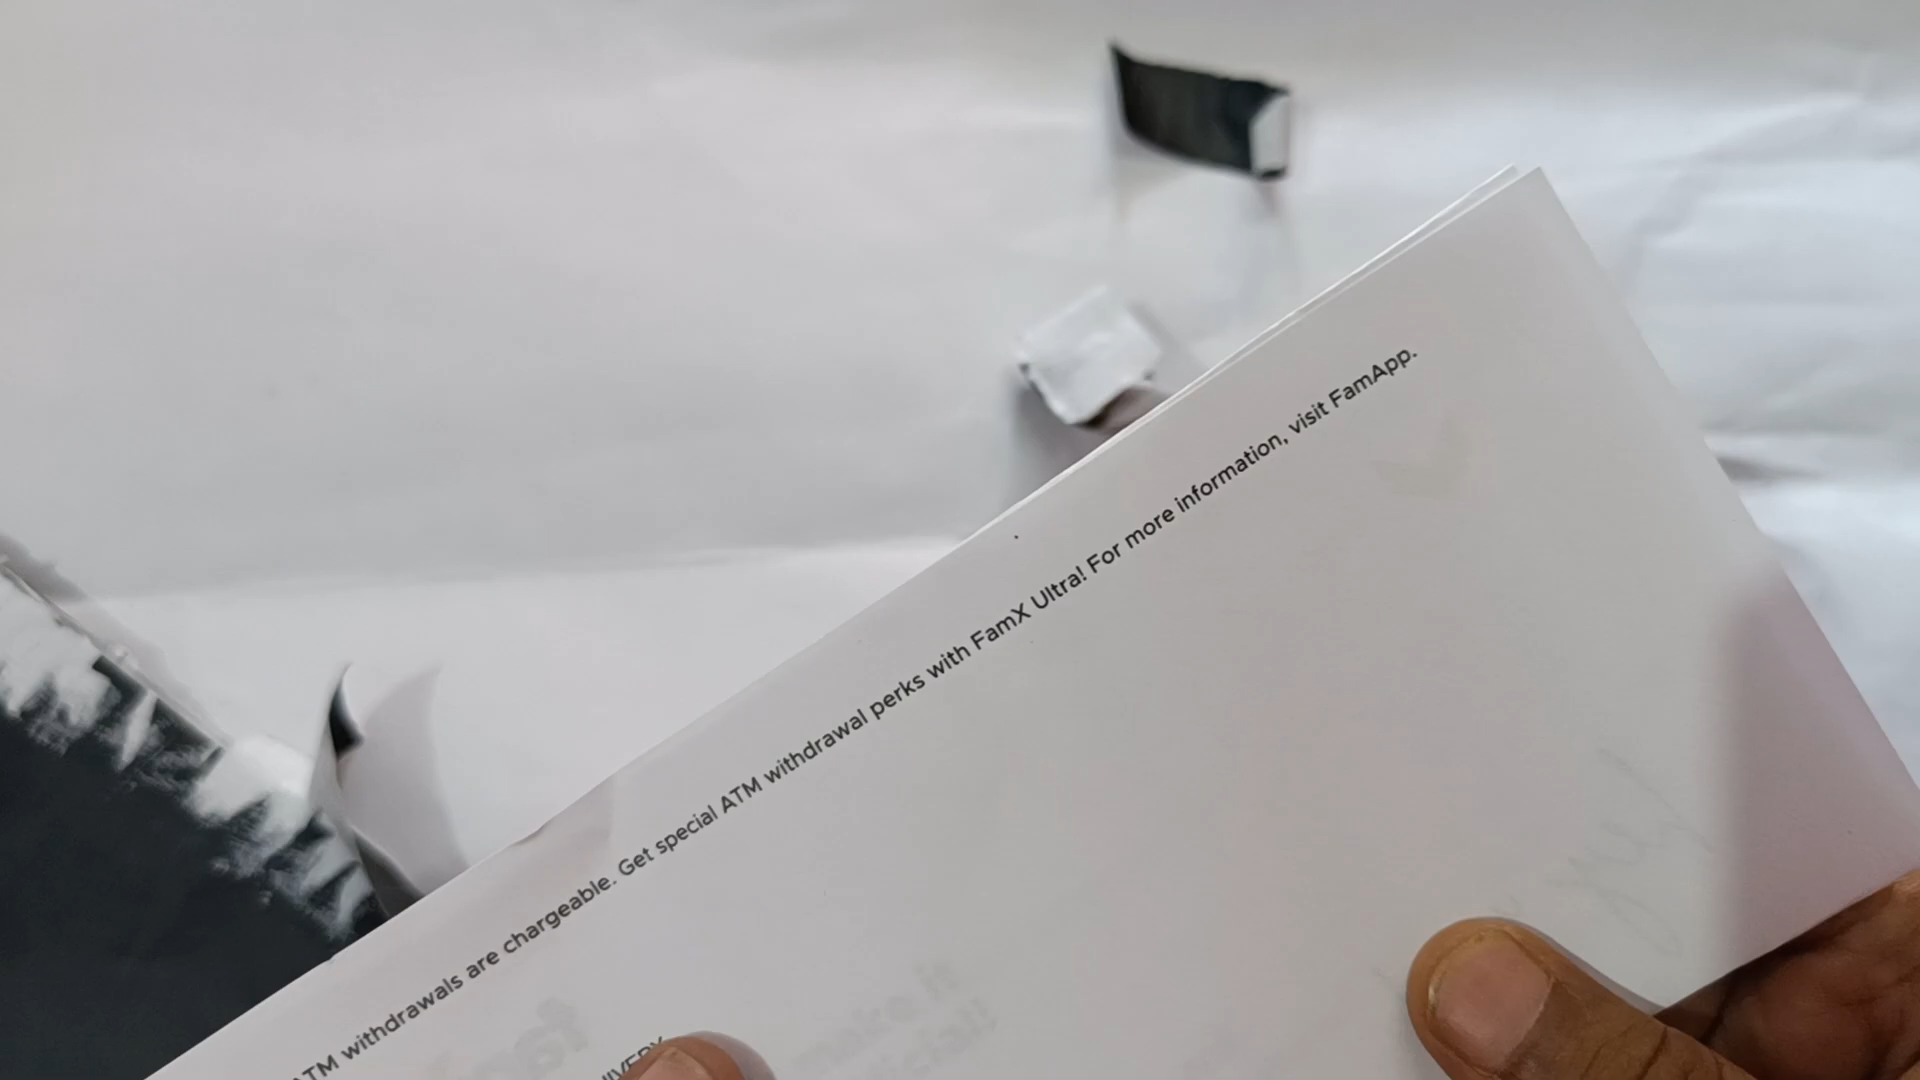 ATM withdrawals are chargeable. Get special ATM withdrawal perks with FamX Ultra! For more information, visit FamApp.